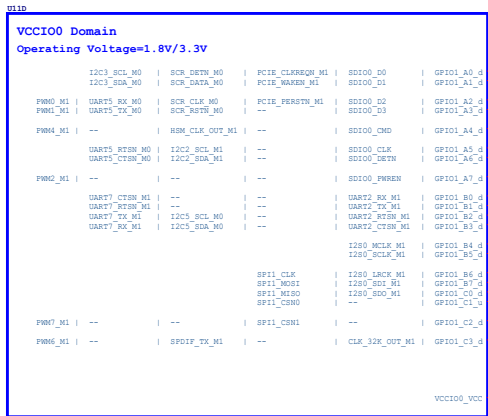 U11D
VCCIO0 Domain
Operating Voltage=1.8V/3.3V
I2C3_SCL_M0 | SCR_DETN_M0 | PCIE_CLKREQN_M1 | SDIO0_D0 | GPIO1_A0_d
I2C3_SDA_M0 | SCR_DATA_M0 | PCIE_WAKEN_M1 | SDIO0_D1 | GPIO1_A1_d
PWM0_M1 | UART5_RX_M0 | SCR_CLK_M0 | PCIE_PERSTN_M1 | SDIO0_D2 | GPIO1_A2_d
PWM1_M1 | UART5_TX_M0 | SCR_RSTN_M0 | -- | SDIO0_D3 | GPIO1_A3_d
PWM4_M1 | -- | HSM_CLK_OUT_M1 | -- | SDIO0_CMD | GPIO1_A4_d
UART5_RTSN_M0 | I2C2_SCL_M1 | -- | SDIO0_CLK | GPIO1_A5_d
UART5_CTSN_M0 | I2C2_SDA_M1 | -- | SDIO0_DETN | GPIO1_A6_d
PWM2_M1 | -- | -- | -- | SDIO0_PWREN | GPIO1_A7_d
UART7_CTSN_M1 | -- | -- | UART2_RX_M1 | GPIO1_B0_d
UART7_RTSN_M1 | -- | -- | UART2_TX_M1 | GPIO1_B1_d
UART7_TX_M1 | I2C5_SCL_M0 | -- | UART2_RTSN_M1 | GPIO1_B2_d
UART7_RX_M1 | I2C5_SDA_M0 | -- | UART2_CTSN_M1 | GPIO1_B3_d
I2S0_MCLK_M1 | GPIO1_B4_d
I2S0_SCLK_M1 | GPIO1_B5_d
SPI1_CLK | I2S0_LRCK_M1 | GPIO1_B6_d
SPI1_MOSI | I2S0_SDI_M1 | GPIO1_B7_d
SPI1_MISO | I2S0_SDO_M1 | GPIO1_C0_d
SPI1_CSN0 | -- | GPIO1_C1_u
PWM7_M1 | -- | -- | SPI1_CSN1 | -- | GPIO1_C2_d
PWM6_M1 | -- | SPDIF_TX_M1 | -- | CLK_32K_OUT_M1 | GPIO1_C3_d
VCCIO0_VCC